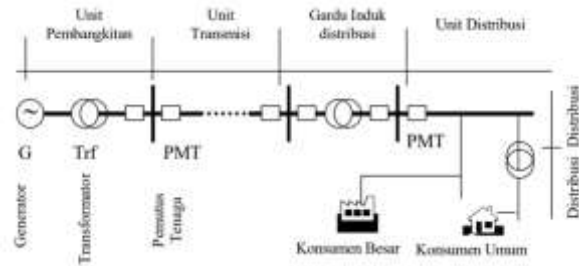 Unit
Pembangkitan
Unit
Transmisi
Gardu Induk
distribusi
Unit Distribusi
G
Trf
PMT
PMT
Generator
Transformator
Pemutus
Tenaga
Konsumen Besar
Konsumen Umum
Distribusi
Distribusi